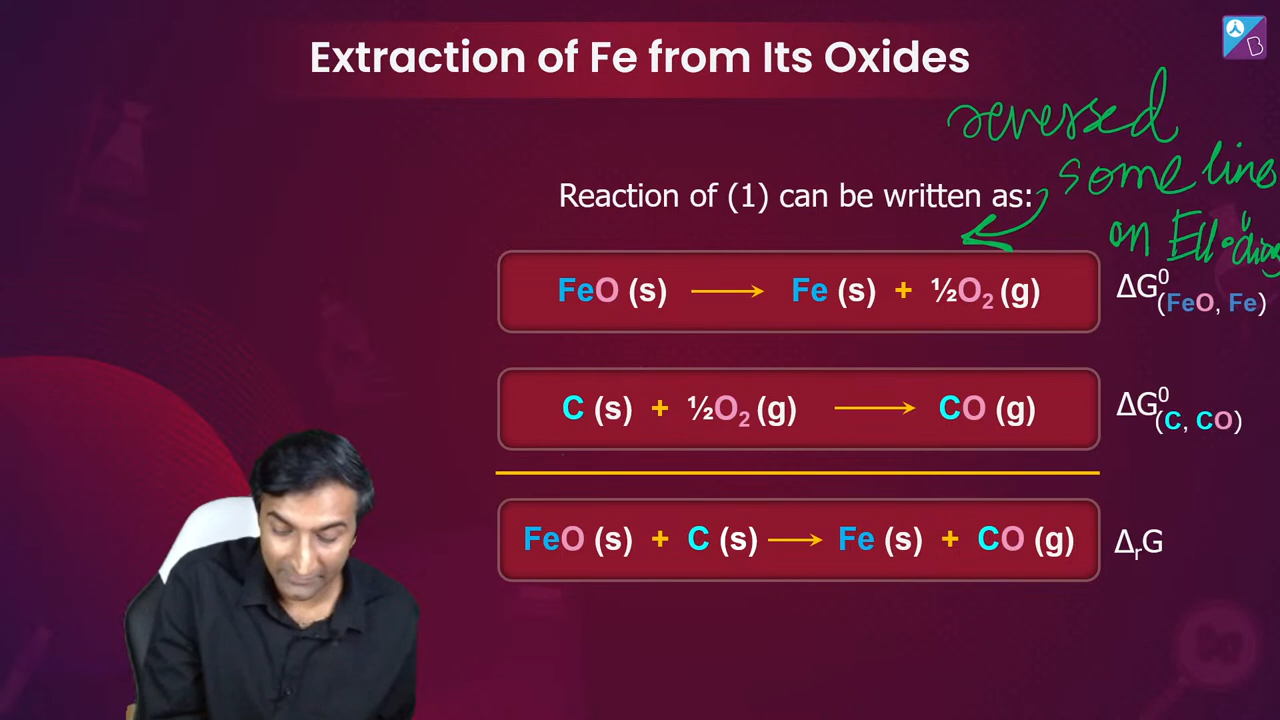 Extraction of Fe from Its Oxides
reversed
some line
Reaction of (1) can be written as:
on Ell.
FeO (s) ⟶ Fe (s) + ½O₂ (g)
ΔG⁰(FeO, Fe)
C (s) + ½O₂ (g) ⟶ CO (g)
ΔG⁰(C, CO)
FeO (s) + C (s) ⟶ Fe (s) + CO (g)
ΔᵣG
B